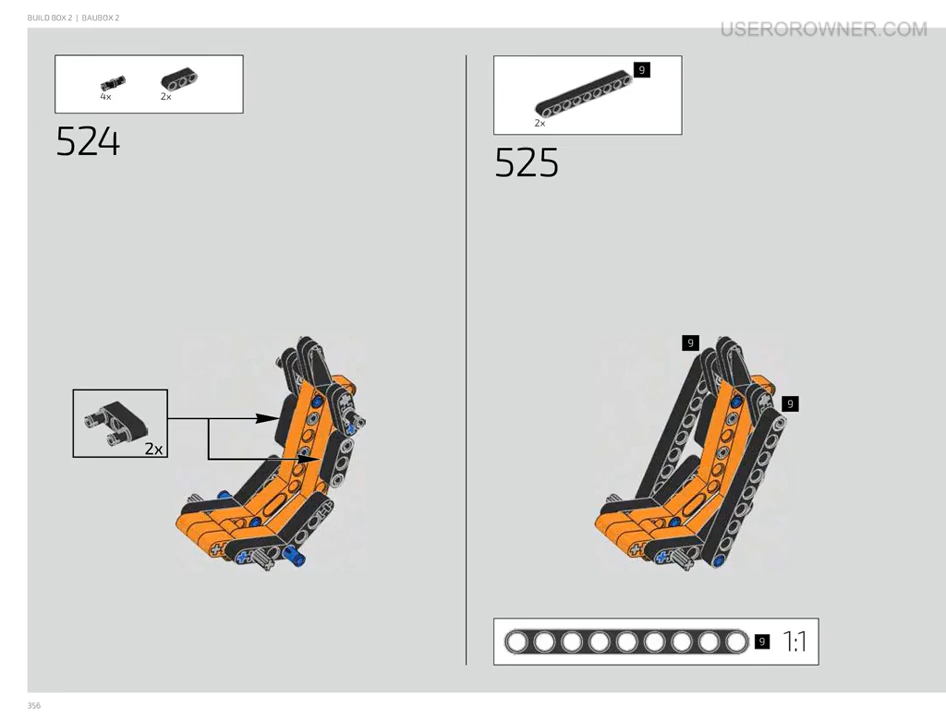 BUILD BOX 2 | BAUBOX 2
USEROROWNER.COM
4x
2x
524
2x
9
2x
525
9
9
9
1:1
356